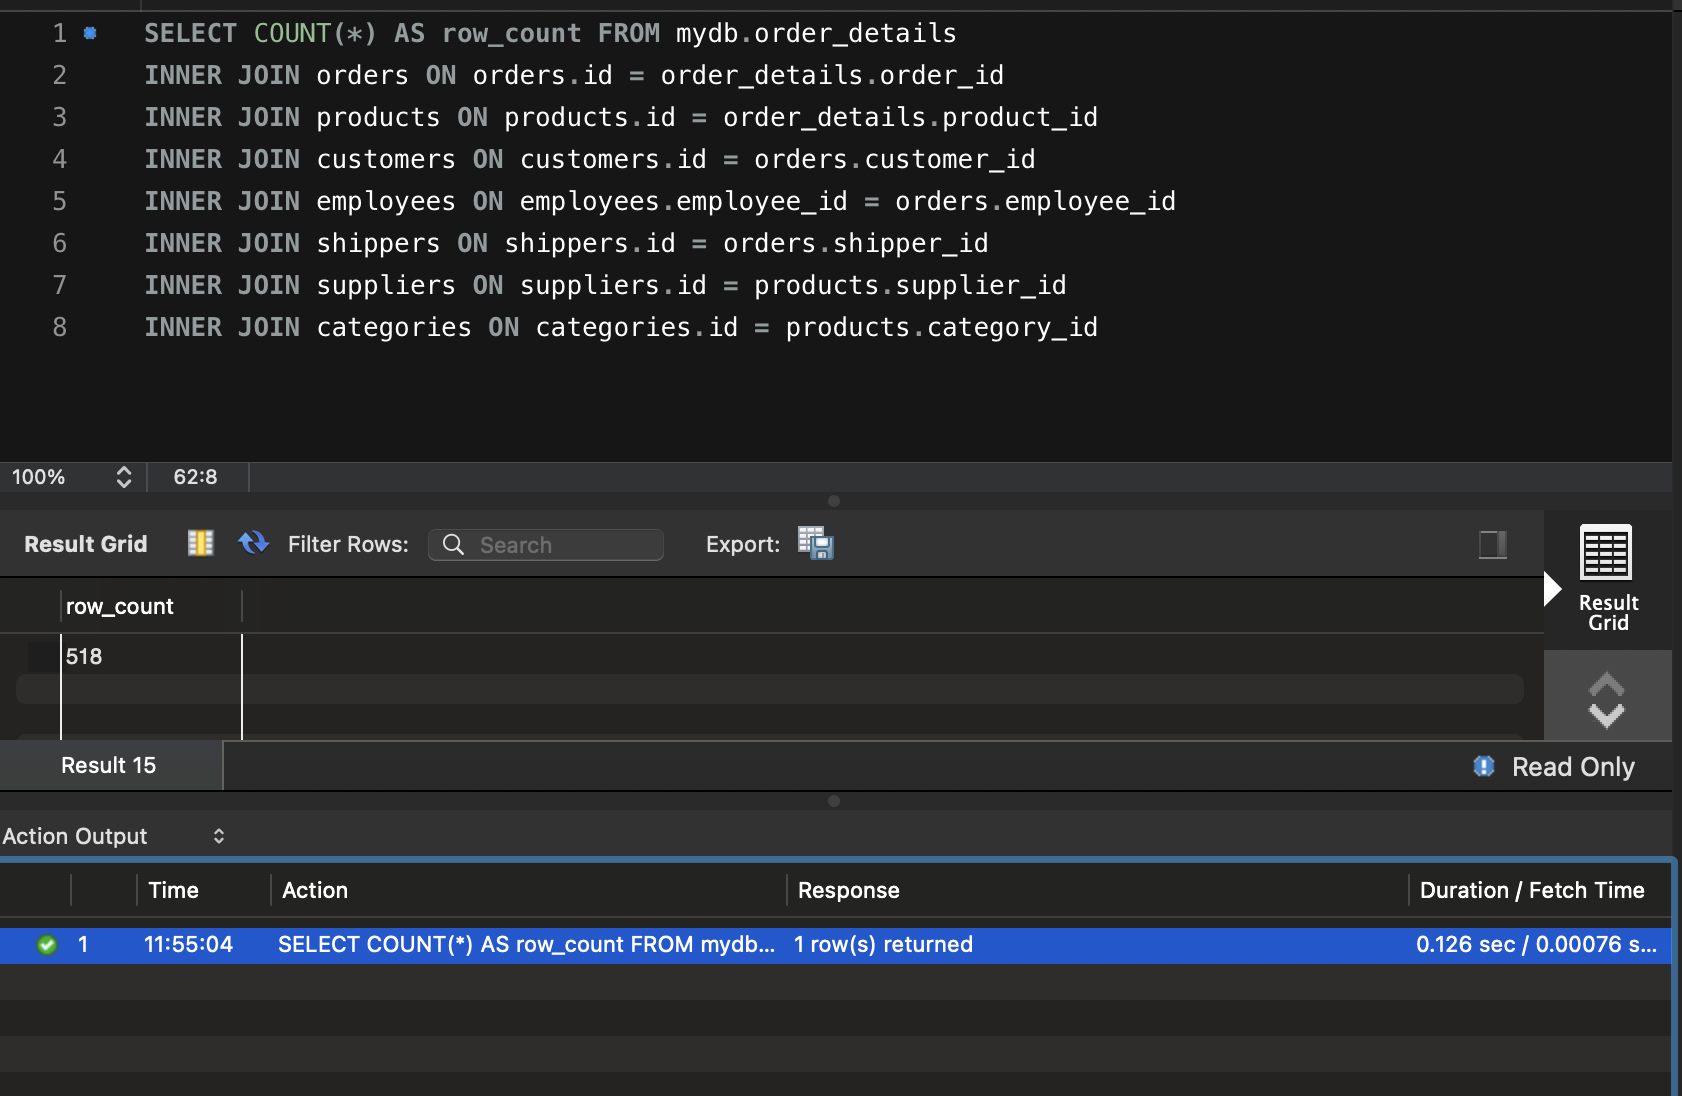 1 SELECT COUNT(*) AS row_count FROM mydb.order_details
2 INNER JOIN orders ON orders.id = order_details.order_id
3 INNER JOIN products ON products.id = order_details.product_id
4 INNER JOIN customers ON customers.id = orders.customer_id
5 INNER JOIN employees ON employees.employee_id = orders.employee_id
6 INNER JOIN shippers ON shippers.id = orders.shipper_id
7 INNER JOIN suppliers ON suppliers.id = products.supplier_id
8 INNER JOIN categories ON categories.id = products.category_id
100% 62:8
Result Grid Filter Rows: Search Export:
Result
Grid
row_count
518
Result 15 Read Only
Action Output
Time Action Response Duration / Fetch Time
1 11:55:04 SELECT COUNT(*) AS row_count FROM mydb... 1 row(s) returned 0.126 sec / 0.00076 s...